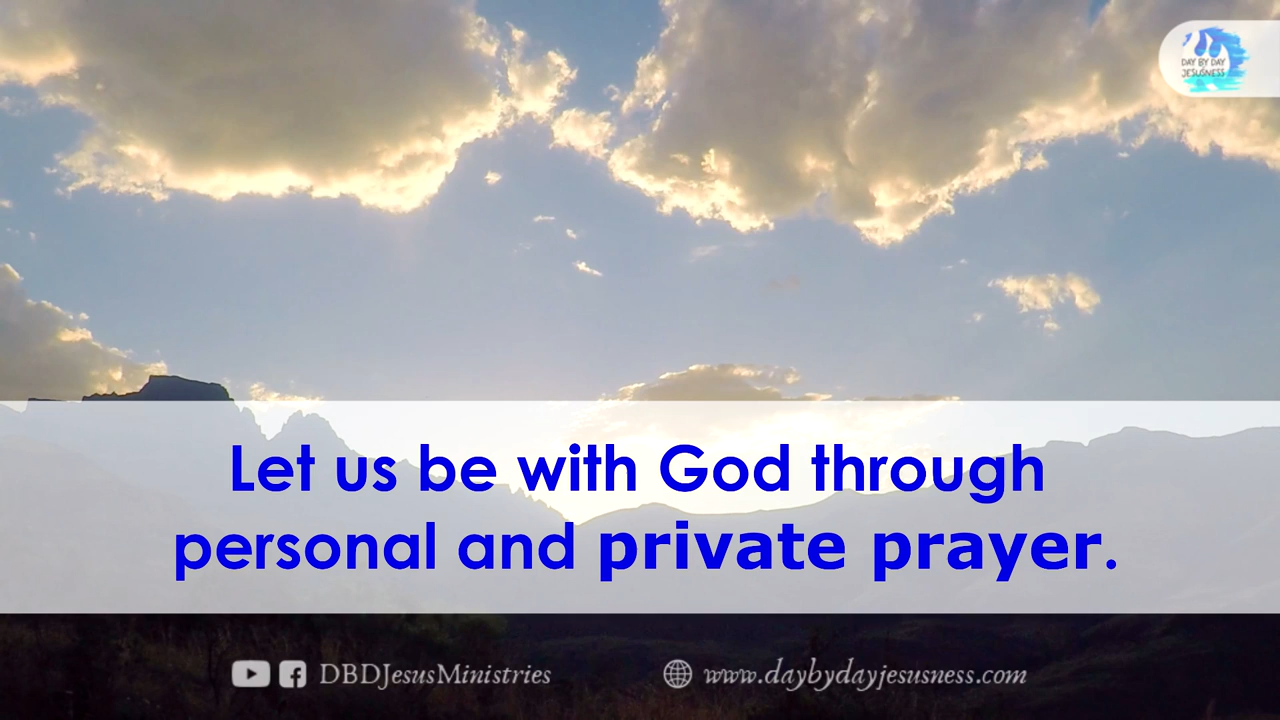 DAY BY DAY
JESUSNESS
Let us be with God through
personal and private prayer.
DBDJesusMinistries
www.daybydayjesusness.com